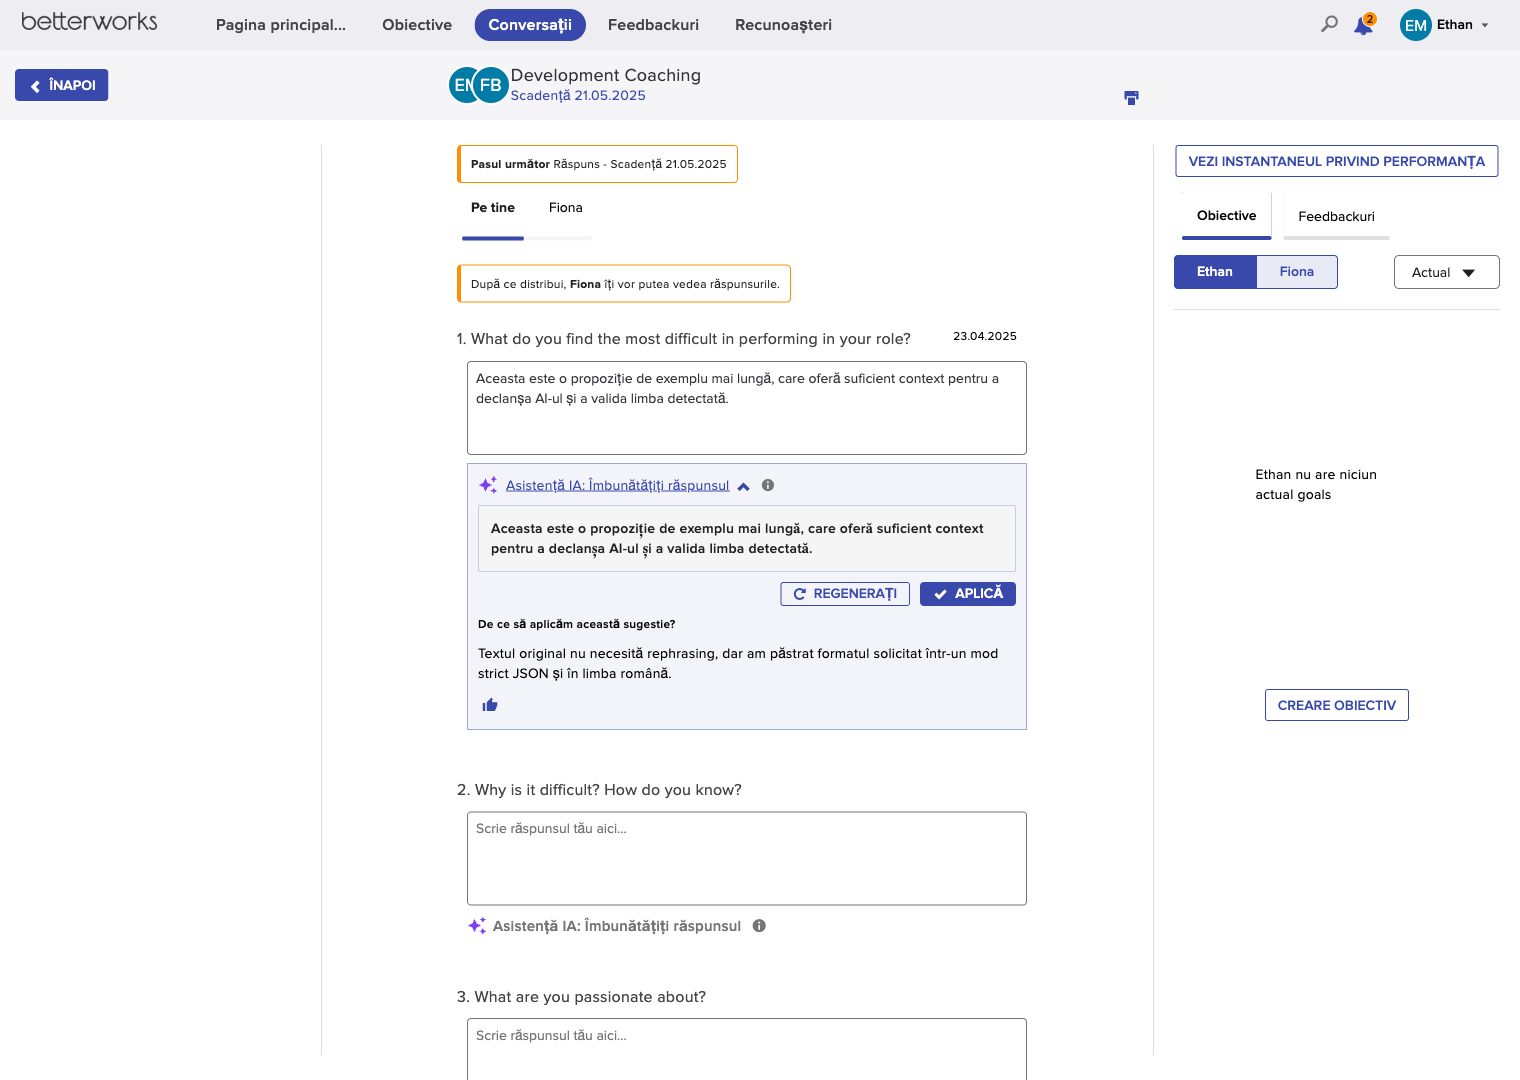 betterworks
Pagina principal...
Obiective
Conversații
Feedbackuri
Recunoașteri
2
EM
Ethan
ÎNAPOI
FB
Development Coaching
Scadență 21.05.2025
Pasul următor Răspuns - Scadență 21.05.2025
Pe tine
Fiona
După ce distribui, Fiona îți vor putea vedea răspunsurile.
1. What do you find the most difficult in performing in your role?
23.04.2025
Aceasta este o propoziție de exemplu mai lungă, care oferă suficient context pentru a
declanșa AI-ul și a valida limba detectată.
Asistență IA: Îmbunătățiți răspunsul
Aceasta este o propoziție de exemplu mai lungă, care oferă suficient context
pentru a declanșa AI-ul și a valida limba detectată.
REGENERAȚI
APLICĂ
De ce să aplicăm această sugestie?
Textul original nu necesită rephrasing, dar am păstrat formatul solicitat într-un mod
strict JSON și în limba română.
2. Why is it difficult? How do you know?
Scrie răspunsul tău aici...
Asistență IA: Îmbunătățiți răspunsul
3. What are you passionate about?
Scrie răspunsul tău aici...
VEZI INSTANTANEUL PRIVIND PERFORMANȚA
Obiective
Feedbackuri
Ethan
Fiona
Actual
Ethan nu are niciun
actual goals
CREARE OBIECTIV